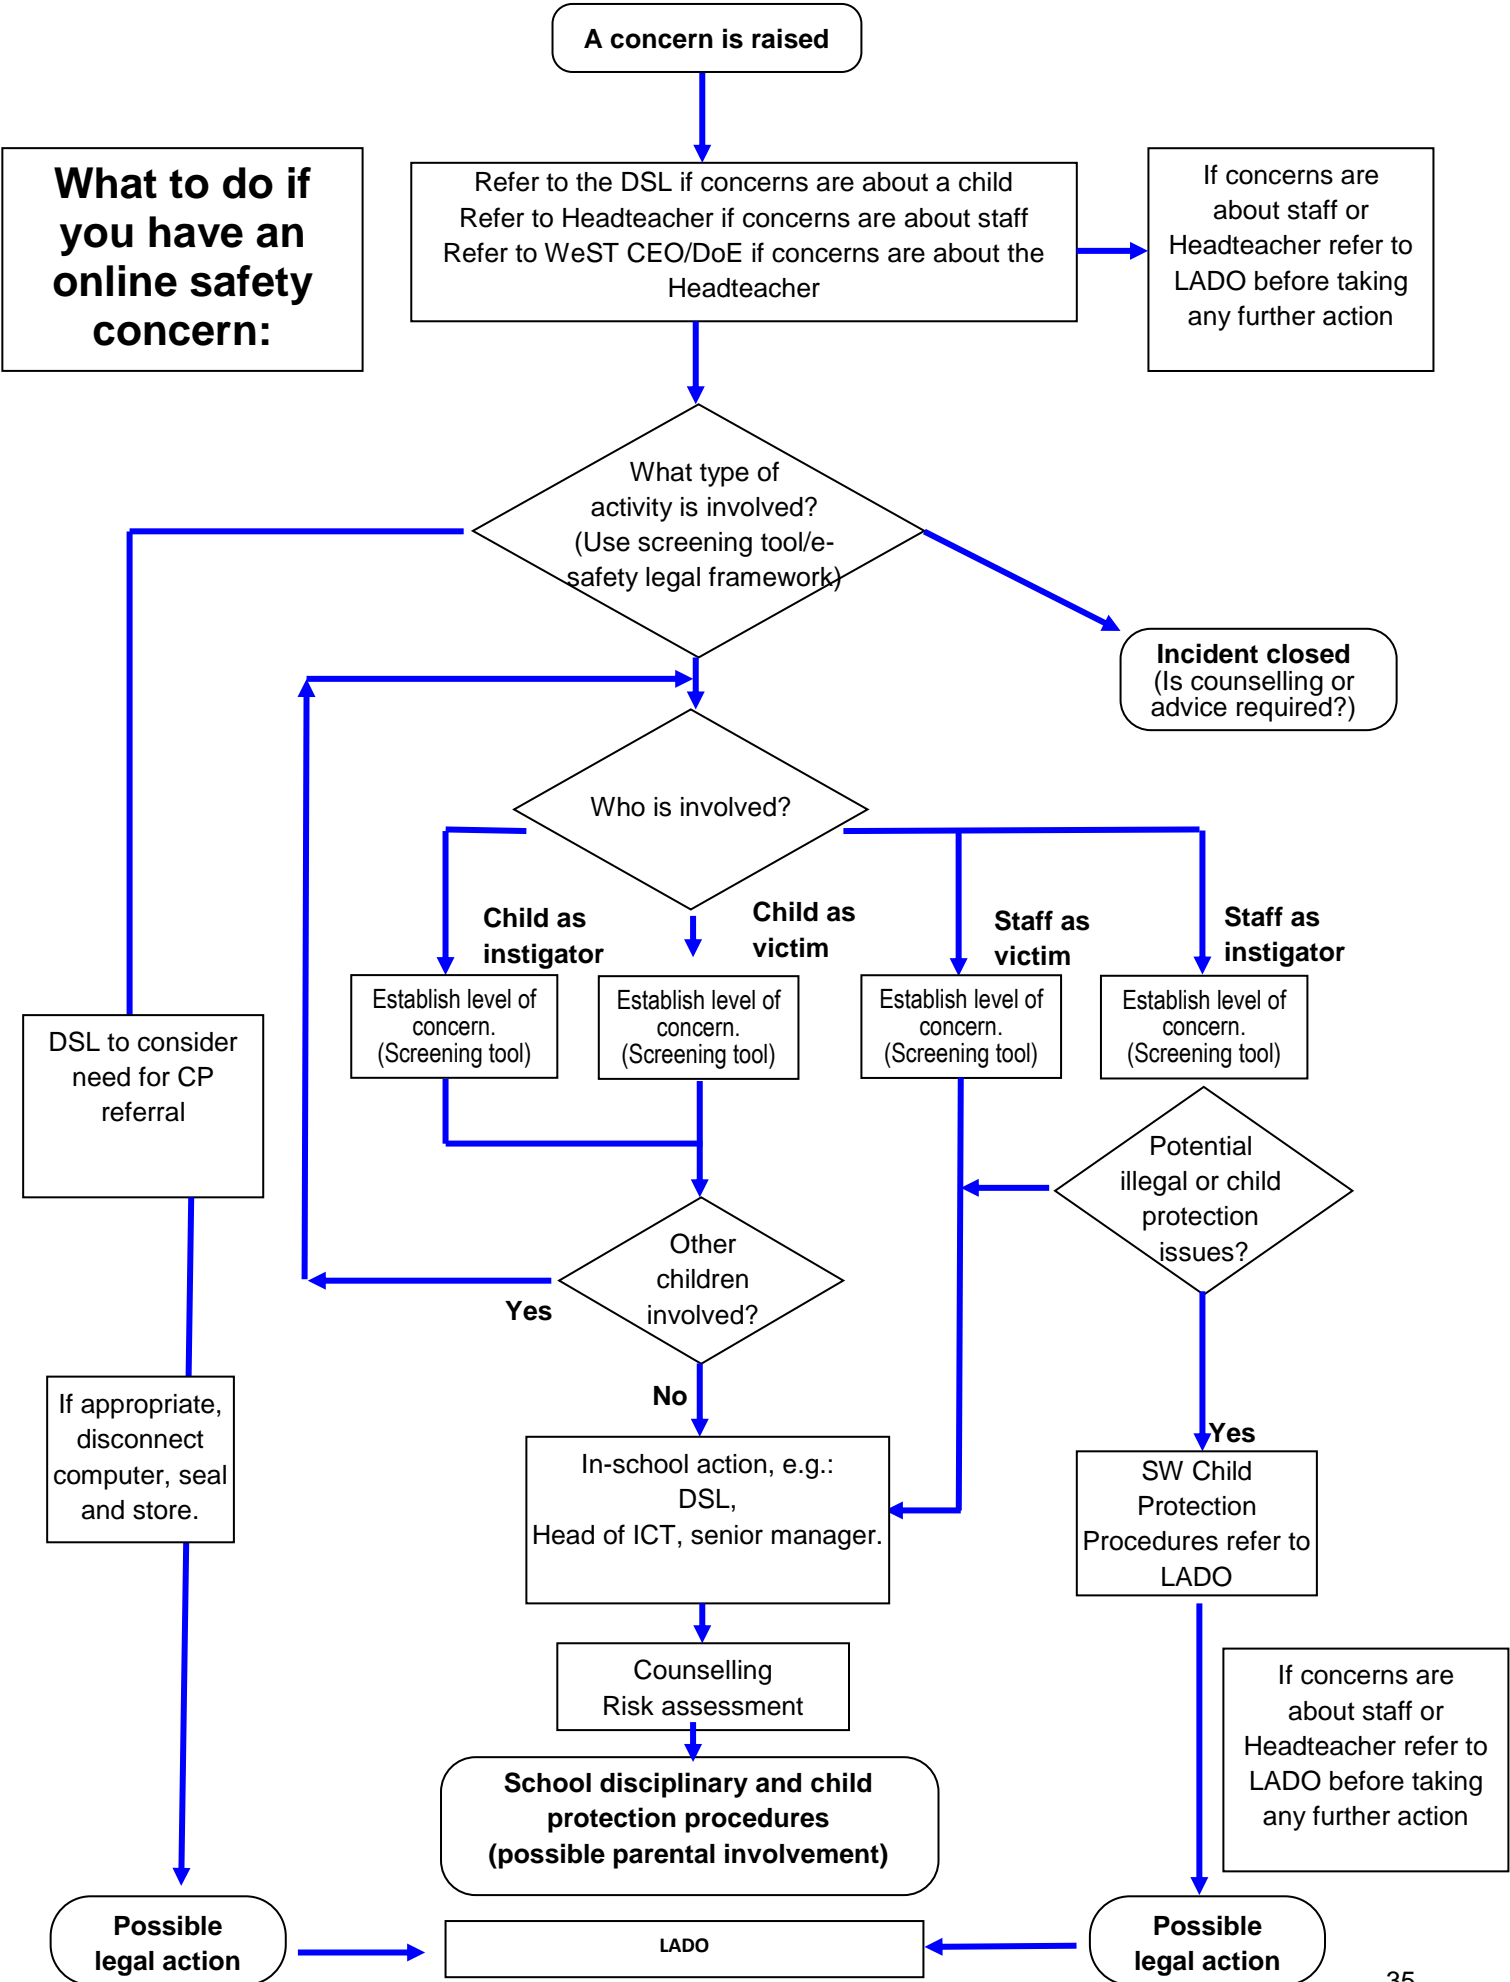 A concern is raised
What to do if
you have an
online safety
concern:
Refer to the DSL if concerns are about a child
Refer to Headteacher if concerns are about staff
Refer to WeST CEO/DoE if concerns are about the
Headteacher
If concerns are
about staff or
Headteacher refer to
LADO before taking
any further action
What type of
activity is involved?
(Use screening tool/e-
safety legal framework)
Incident closed
(Is counselling or
advice required?)
Who is involved?
Child as
instigator
Child as
victim
Staff as
victim
Staff as
instigator
Establish level of
concern.
(Screening tool)
Establish level of
concern.
(Screening tool)
Establish level of
concern.
(Screening tool)
Establish level of
concern.
(Screening tool)
DSL to consider
need for CP
referral
Potential
illegal or child
protection
issues?
Other
children
involved?
Yes
No
If appropriate,
disconnect
computer, seal
and store.
Yes
In-school action, e.g.:
DSL,
Head of ICT, senior manager.
SW Child
Protection
Procedures refer to
LADO
Counselling
Risk assessment
If concerns are
about staff or
Headteacher refer to
LADO before taking
any further action
School disciplinary and child
protection procedures
(possible parental involvement)
Possible
legal action
LADO
Possible
legal action
35